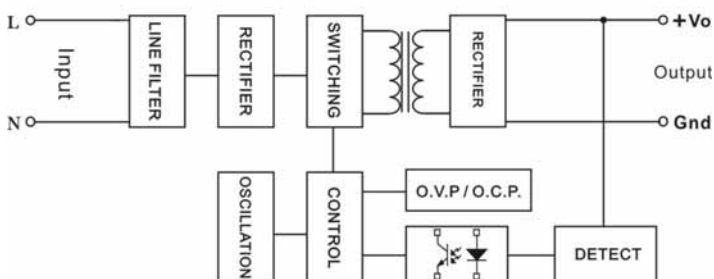 L
N
Input
LINE FILTER
RECTIFIER
SWITCHING
RECTIFIER
+Vo
Output
Gnd
OSCILLATION
CONTROL
O.V.P / O.C.P.
DETECT